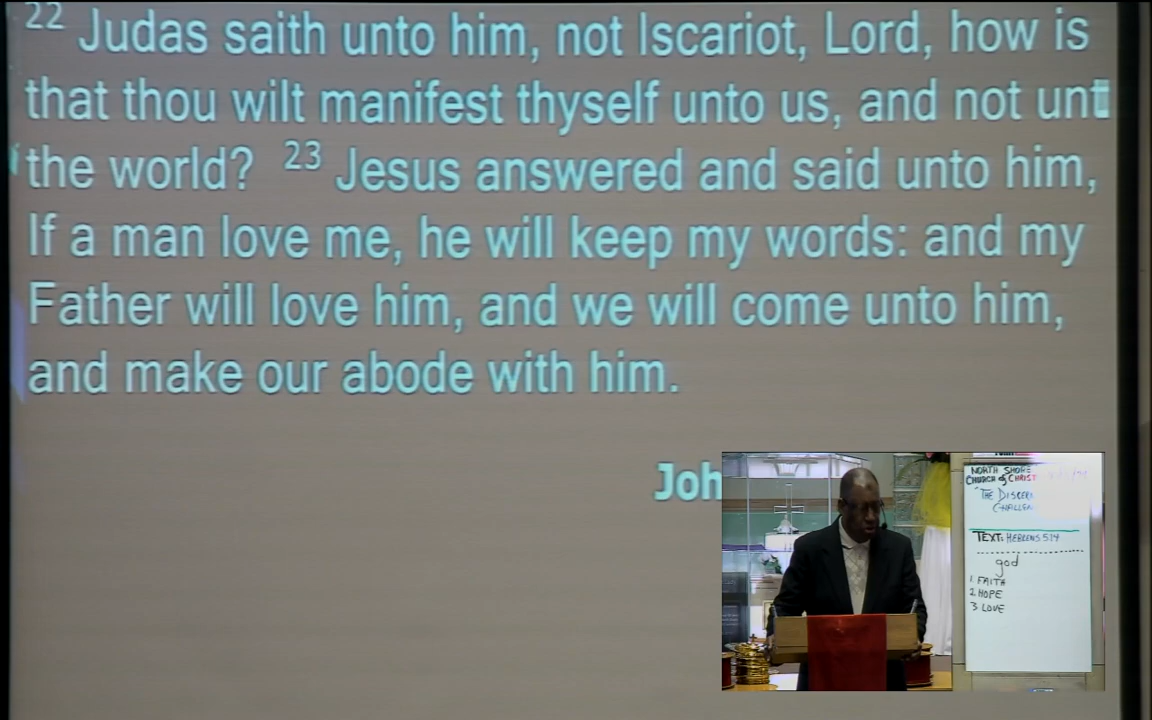 22 Judas saith unto him, not Iscariot, Lord, how is
that thou wilt manifest thyself unto us, and not unt
the world? 23 Jesus answered and said unto him,
If a man love me, he will keep my words: and my
Father will love him, and we will come unto him,
and make our abode with him.
Joh
NORTH SHORE
CHURCH of CHRIST
"THE DISCER
CHALLEN
TEXT: HEBREWS 5:14
god
1. FAITH
2. HOPE
3 LOVE